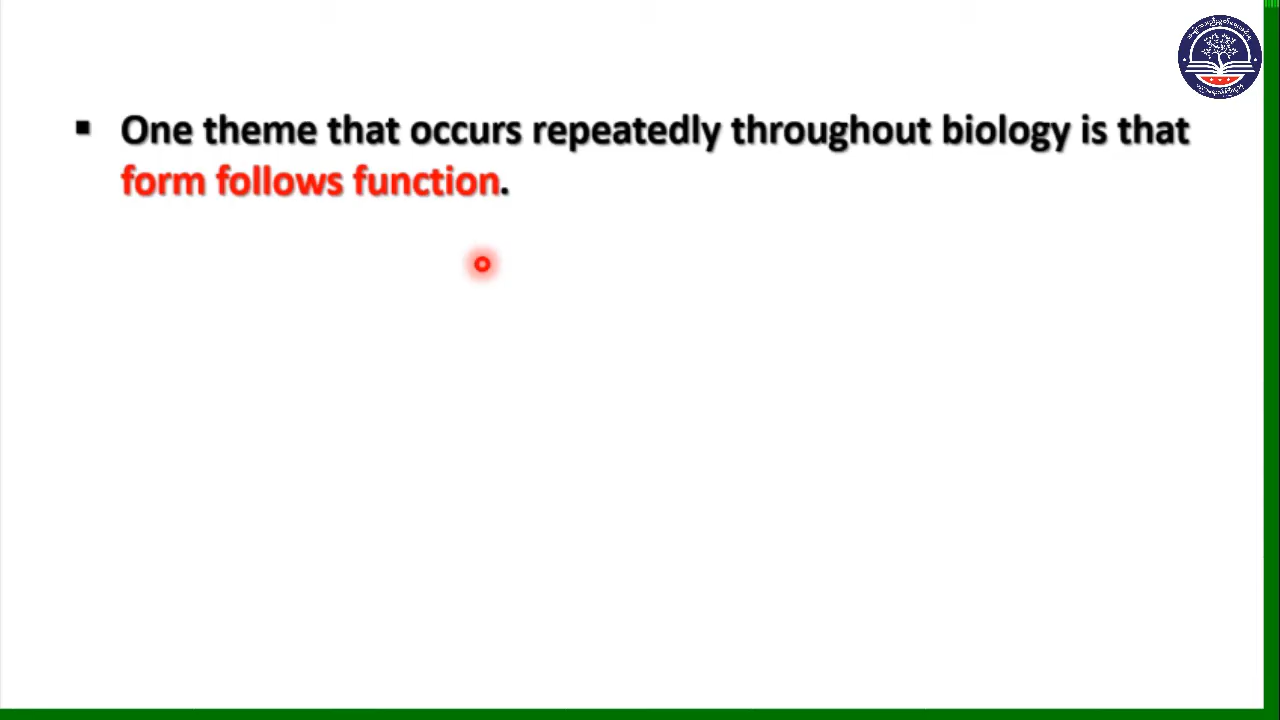 ▪ One theme that occurs repeatedly throughout biology is that
form follows function.